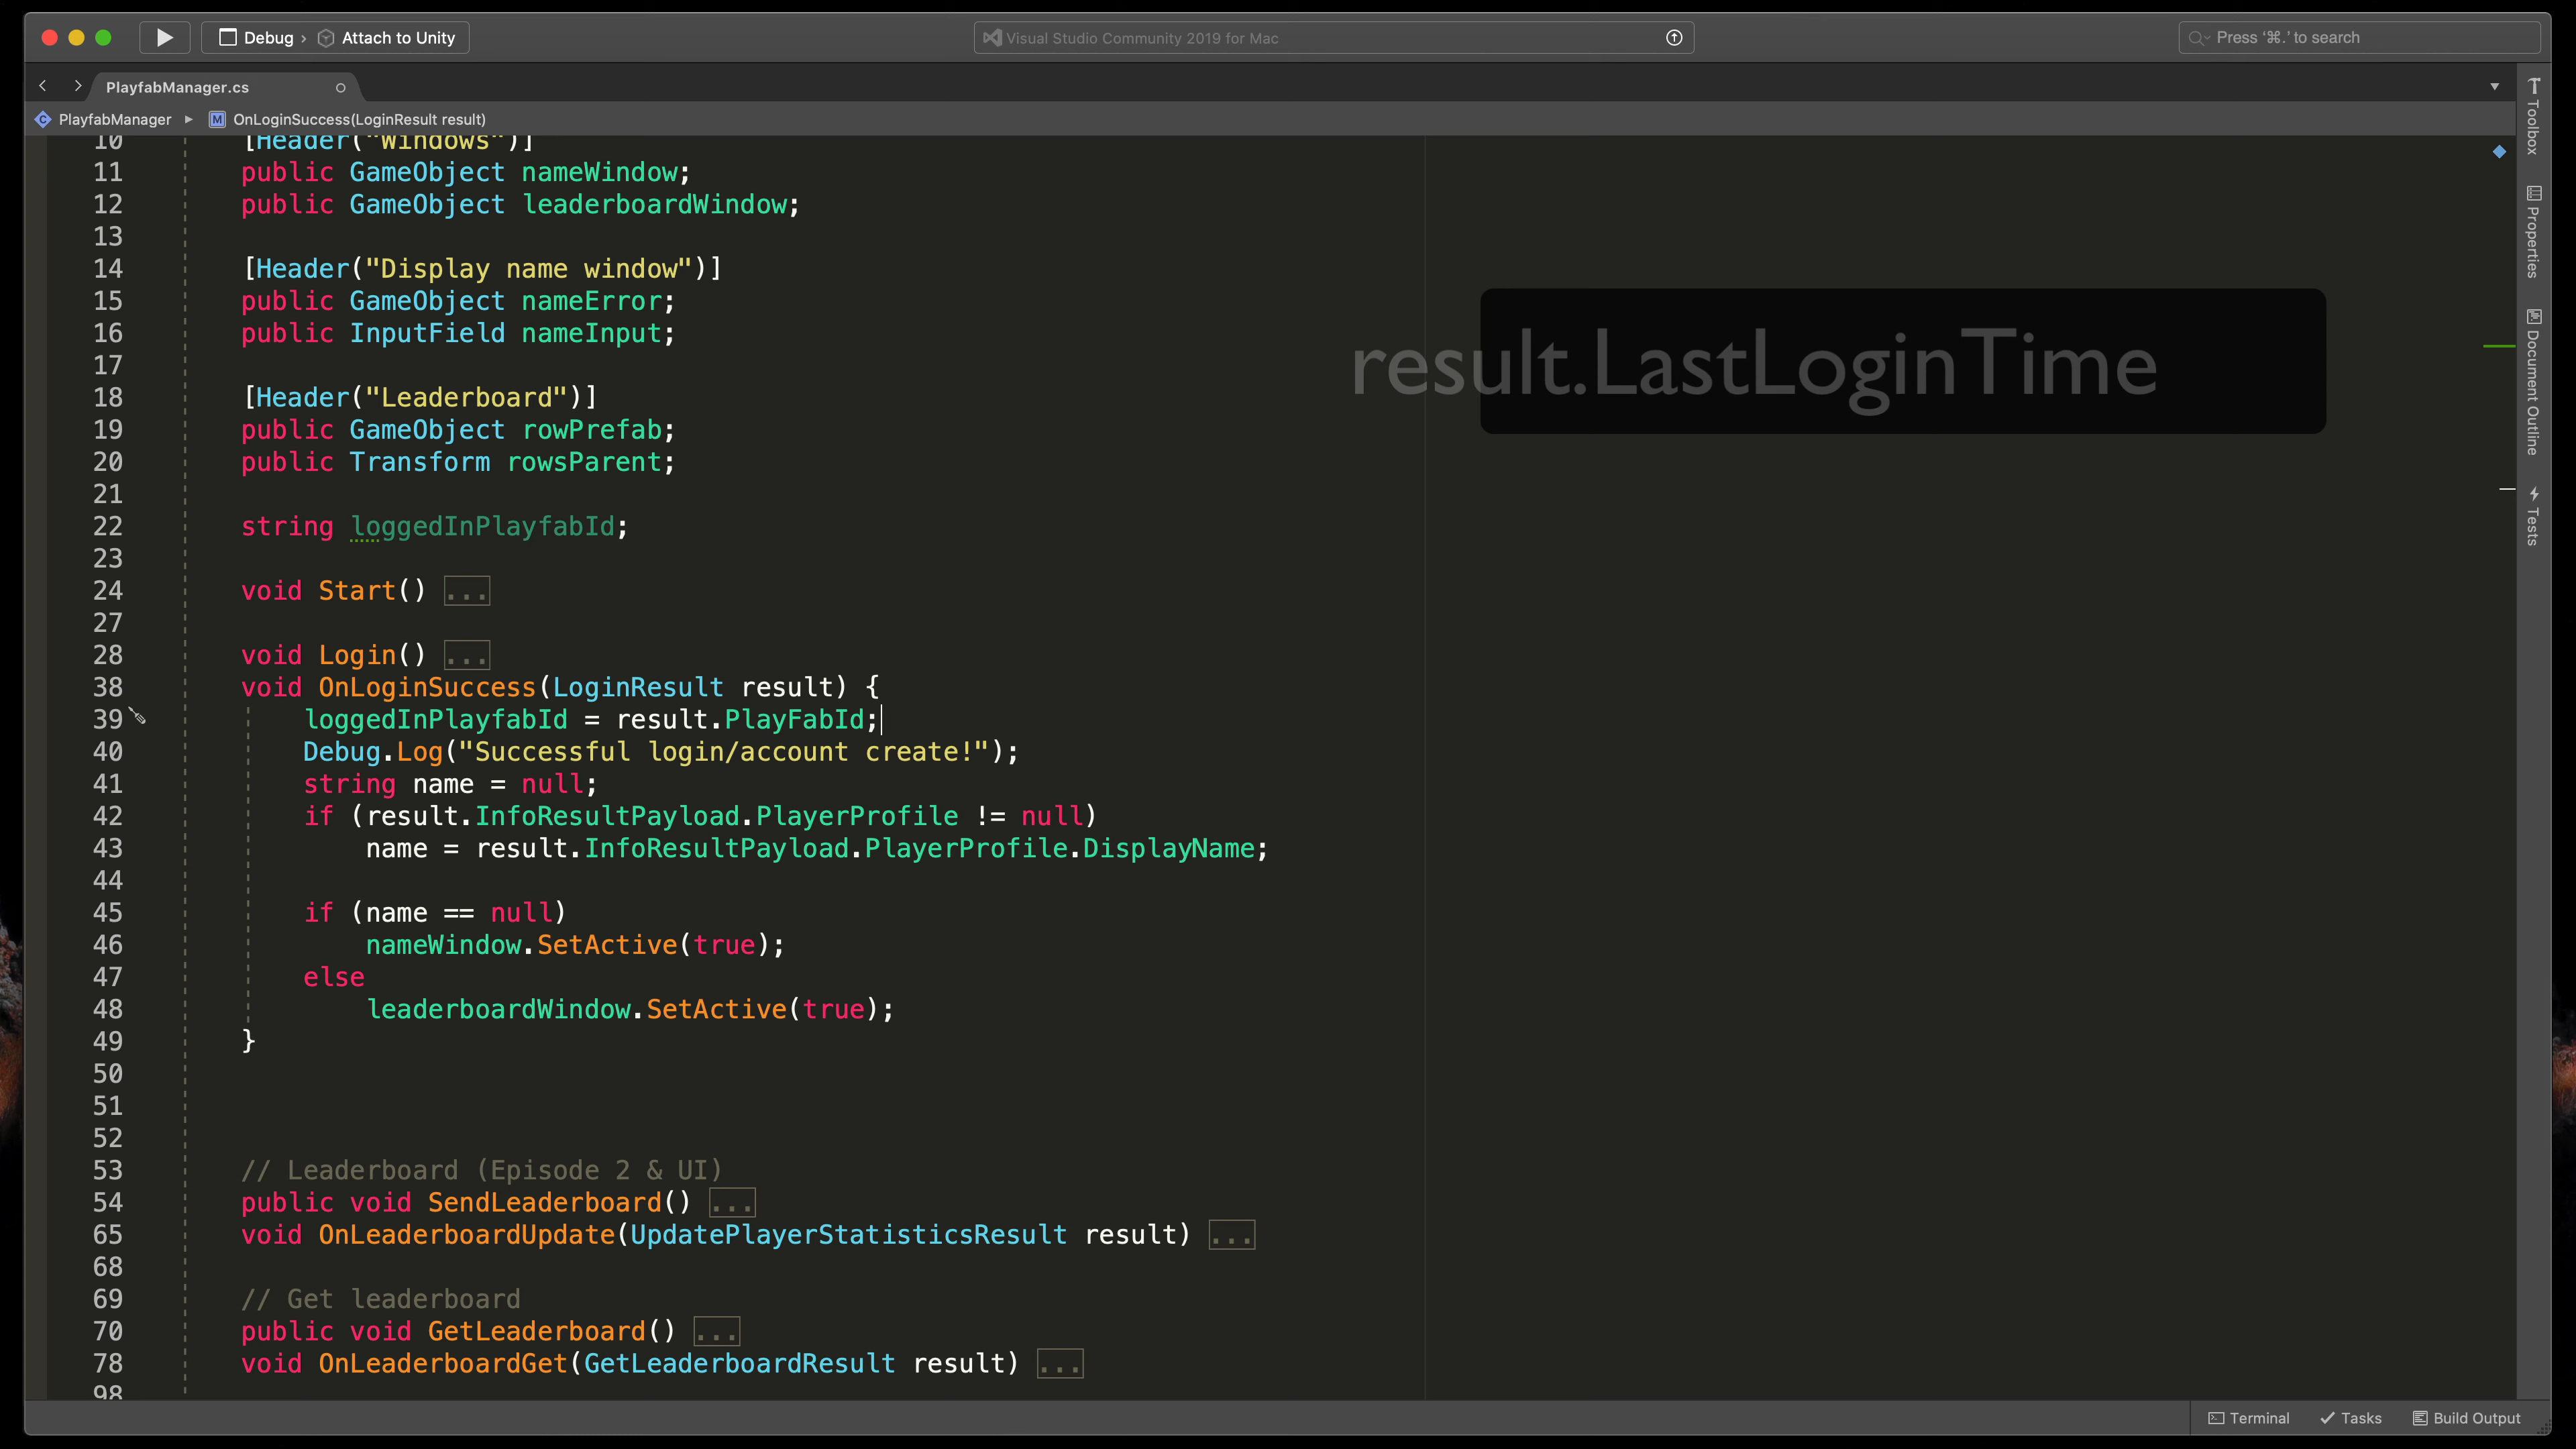 Debug › Attach to Unity
Visual Studio Community 2019 for Mac
Press ‘⌘.’ to search
PlayfabManager.cs
PlayfabManager ▸ M OnLoginSuccess(LoginResult result)
10 [Header("Windows")]
11 public GameObject nameWindow;
12 public GameObject leaderboardWindow;
13
14 [Header("Display name window")]
15 public GameObject nameError;
16 public InputField nameInput;
17
18 [Header("Leaderboard")]
19 public GameObject rowPrefab;
20 public Transform rowsParent;
21
22 string loggedInPlayfabId;
23
24 void Start() ...
27
28 void Login() ...
38 void OnLoginSuccess(LoginResult result) {
39 loggedInPlayfabId = result.PlayFabId;
40 Debug.Log("Successful login/account create!");
41 string name = null;
42 if (result.InfoResultPayload.PlayerProfile != null)
43 name = result.InfoResultPayload.PlayerProfile.DisplayName;
44
45 if (name == null)
46 nameWindow.SetActive(true);
47 else
48 leaderboardWindow.SetActive(true);
49 }
50
51
52
53 // Leaderboard (Episode 2 & UI)
54 public void SendLeaderboard() ...
65 void OnLeaderboardUpdate(UpdatePlayerStatisticsResult result) ...
68
69 // Get leaderboard
70 public void GetLeaderboard() ...
78 void OnLeaderboardGet(GetLeaderboardResult result) ...
98
result.LastLoginTime
Toolbox
Properties
Document Outline
Tests
Terminal
Tasks
Build Output